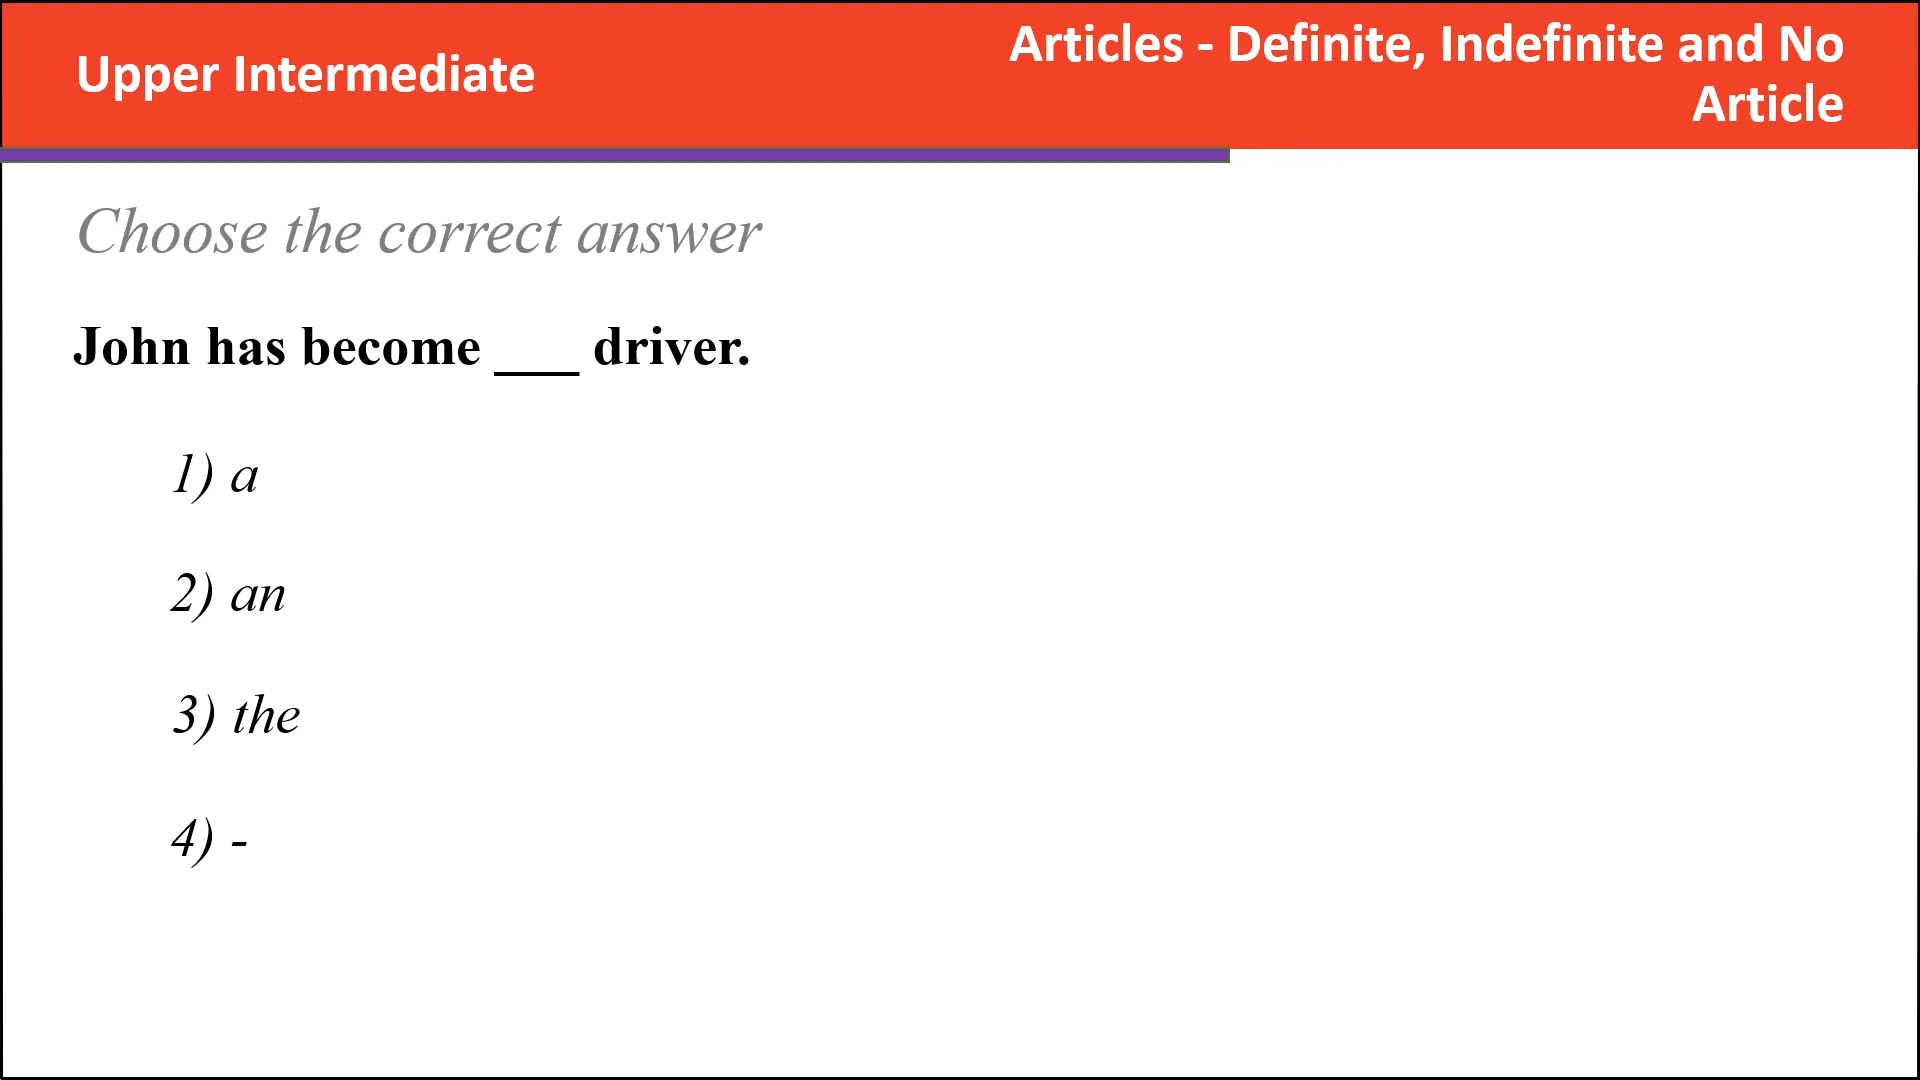 Upper Intermediate
Articles - Definite, Indefinite and No
Article
Choose the correct answer
John has become ___ driver.
1) a
2) an
3) the
4) -